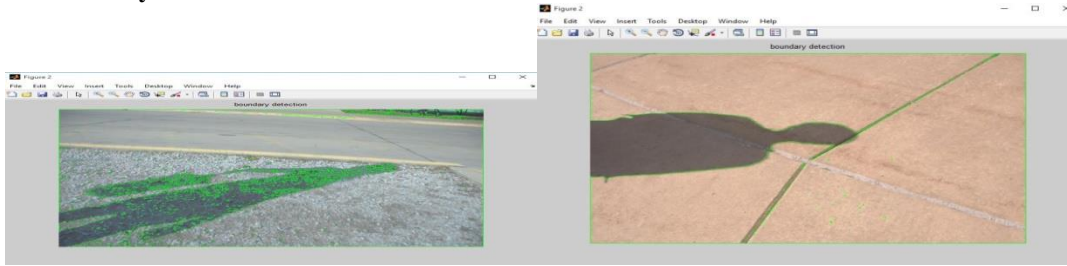 Figure 2
File Edit View Insert Tools Desktop Window Help
boundary detection
Figure 2
File Edit View Insert Tools Desktop Window Help
boundary detection